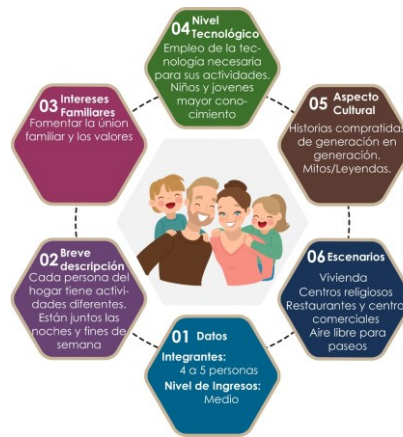 01 Datos
Integrantes:
4 a 5 personas
Nivel de Ingresos:
Medio
02 Breve
descripción
Cada persona del
hogar tiene activi-
dades diferentes.
Están juntos las
noches y fines de
semana
03 Intereses
Familiares
Fomentar la únion
familiar y los valores
04 Nivel
Tecnológico
Empleo de la tec-
nología necesaria
para sus actividades.
Niños y jovenes
mayor cono-
cimiento
05 Aspecto
Cultural
Historias compratidas
de generación en
generación.
Mitos/Leyendas.
06 Escenarios
Vivienda
Centros religiosos
Restaurantes y centro
comerciales
Aire libre para
paseos